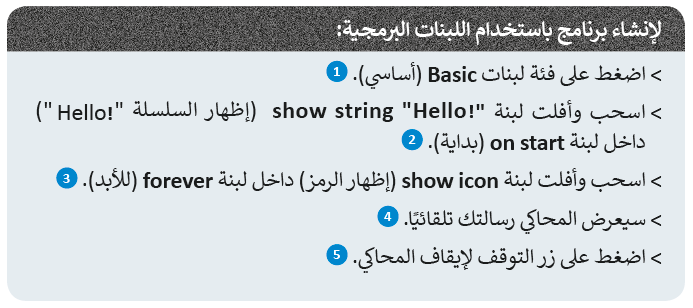 لإنشاء برنامج باستخدام اللبنات البرمجية:
> اضغط على فئة لبنات Basic (أساسي). 1
> اسحب وأفلت لبنة show string "Hello!" (إظهار السلسلة "Hello!")
داخل لبنة on start (بداية). 2
> اسحب وأفلت لبنة show icon (إظهار الرمز) داخل لبنة forever (للأبد). 3
> سيعرض المحاكي رسالتك تلقائيًا. 4
> اضغط على زر التوقف لإيقاف المحاكي. 5